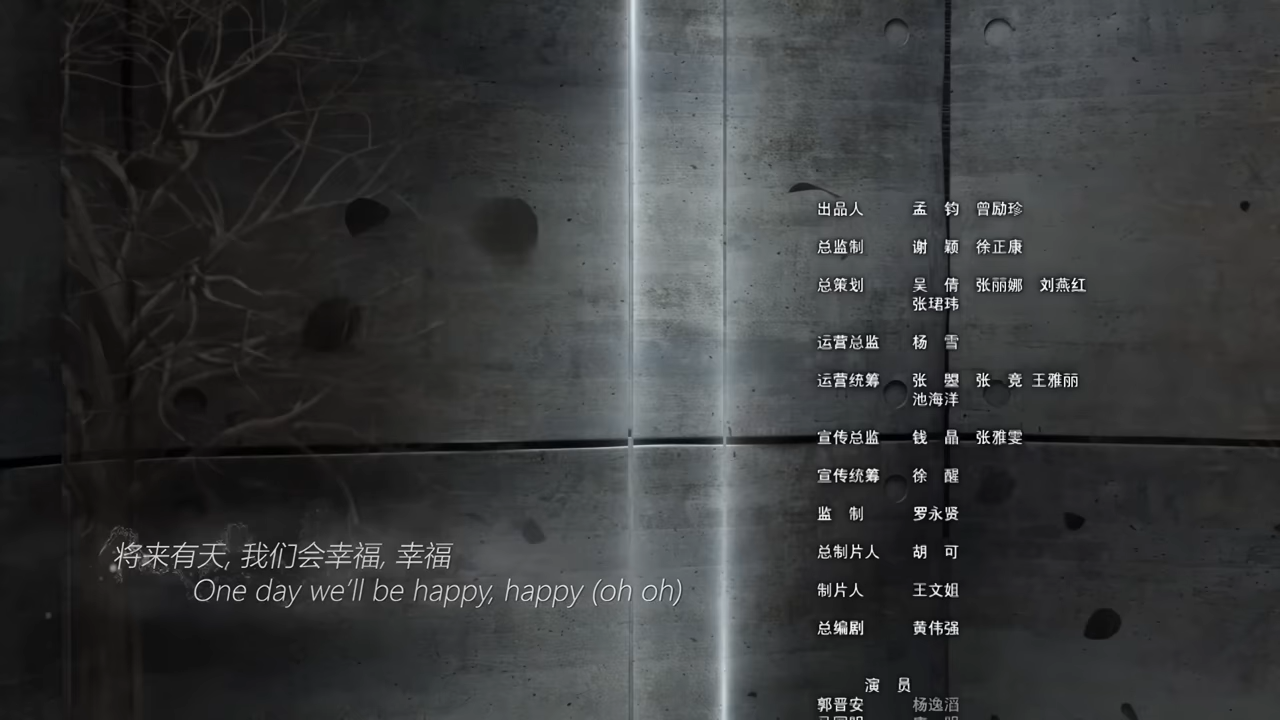 出品人 孟 钧 曾励珍
总监制 谢 颖 徐正康
总策划 吴 倩 张丽娜 刘燕红
张珺玮
运营总监 杨 雪
运营统筹 张 曌 张 竞 王雅丽
池海洋
宣传总监 钱 晶 张雅雯
宣传统筹 徐 醒
监 制 罗永贤
总制片人 胡 可
制片人 王文姐
总编剧 黄伟强
演 员
郭晋安 杨逸滔
将来有天, 我们会幸福, 幸福
One day we'll be happy, happy (oh oh)